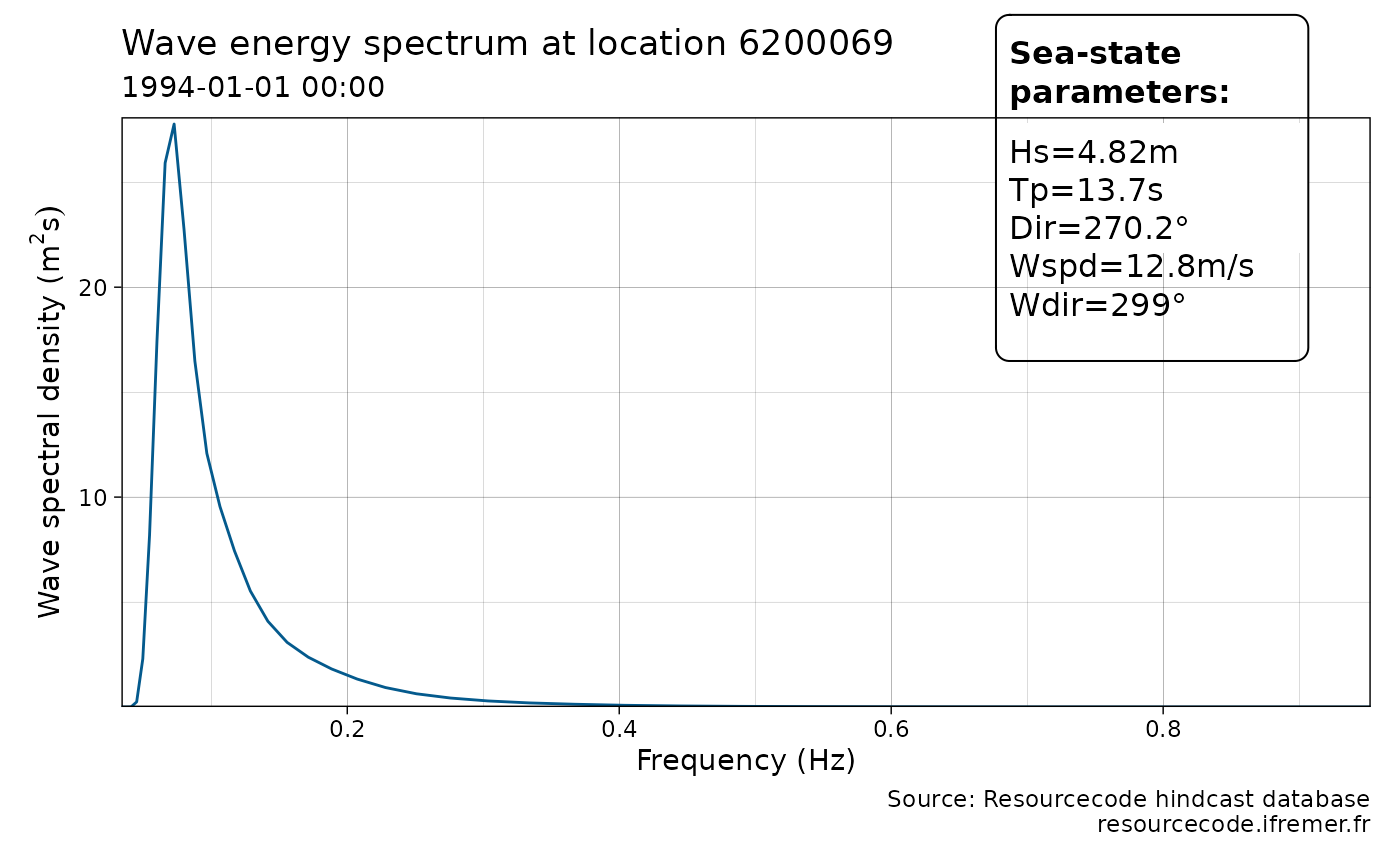 Wave energy spectrum at location 6200069
1994-01-01 00:00
Sea-state
parameters:
Hs=4.82m
Tp=13.7s
Dir=270.2°
Wspd=12.8m/s
Wdir=299°
Wave spectral density (m²s)
20
10
0.2
0.4
0.6
0.8
Frequency (Hz)
Source: Resourcecode hindcast database
resourcecode.ifremer.fr